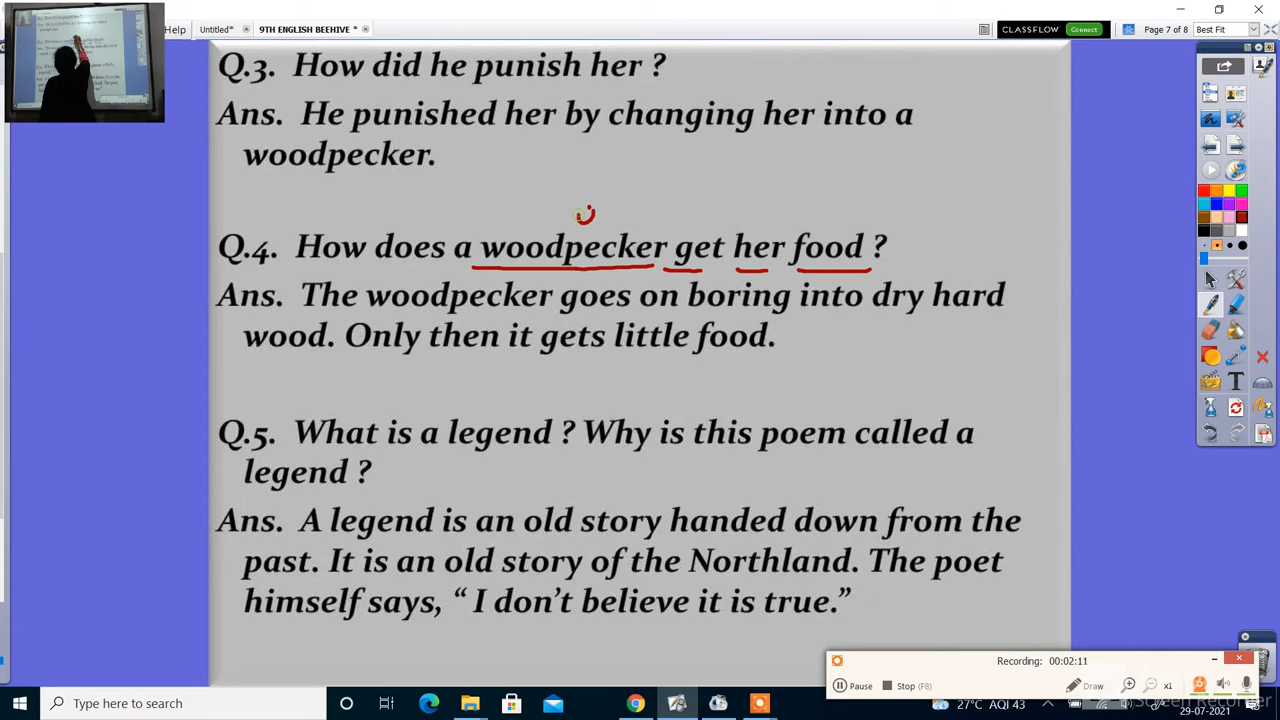 Help
Untitled*
9TH ENGLISH BEEHIVE *
CLASSFLOW
Connect
Page 7 of 8
Best Fit
Q.3. How did he punish her ?
Ans. He punished her by changing her into a
woodpecker.
Q.4. How does a woodpecker get her food ?
Ans. The woodpecker goes on boring into dry hard
wood. Only then it gets little food.
Q.5. What is a legend ? Why is this poem called a
legend ?
Ans. A legend is an old story handed down from the
past. It is an old story of the Northland. The poet
himself says, “ I don’t believe it is true.”
Recording: 00:02:11
Pause
Stop (F8)
Draw
x1
Type here to search
27°C AQI 43
29-07-2021